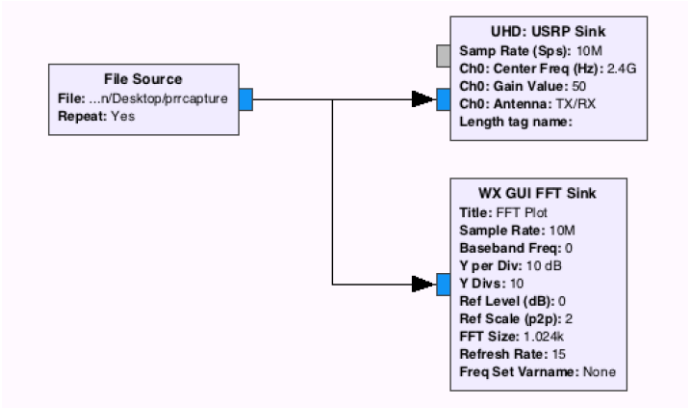 File Source
File: ...n/Desktop/prrcapture
Repeat: Yes
UHD: USRP Sink
Samp Rate (Sps): 10M
Ch0: Center Freq (Hz): 2.4G
Ch0: Gain Value: 50
Ch0: Antenna: TX/RX
Length tag name:
WX GUI FFT Sink
Title: FFT Plot
Sample Rate: 10M
Baseband Freq: 0
Y per Div: 10 dB
Y Divs: 10
Ref Level (dB): 0
Ref Scale (p2p): 2
FFT Size: 1.024k
Refresh Rate: 15
Freq Set Varname: None